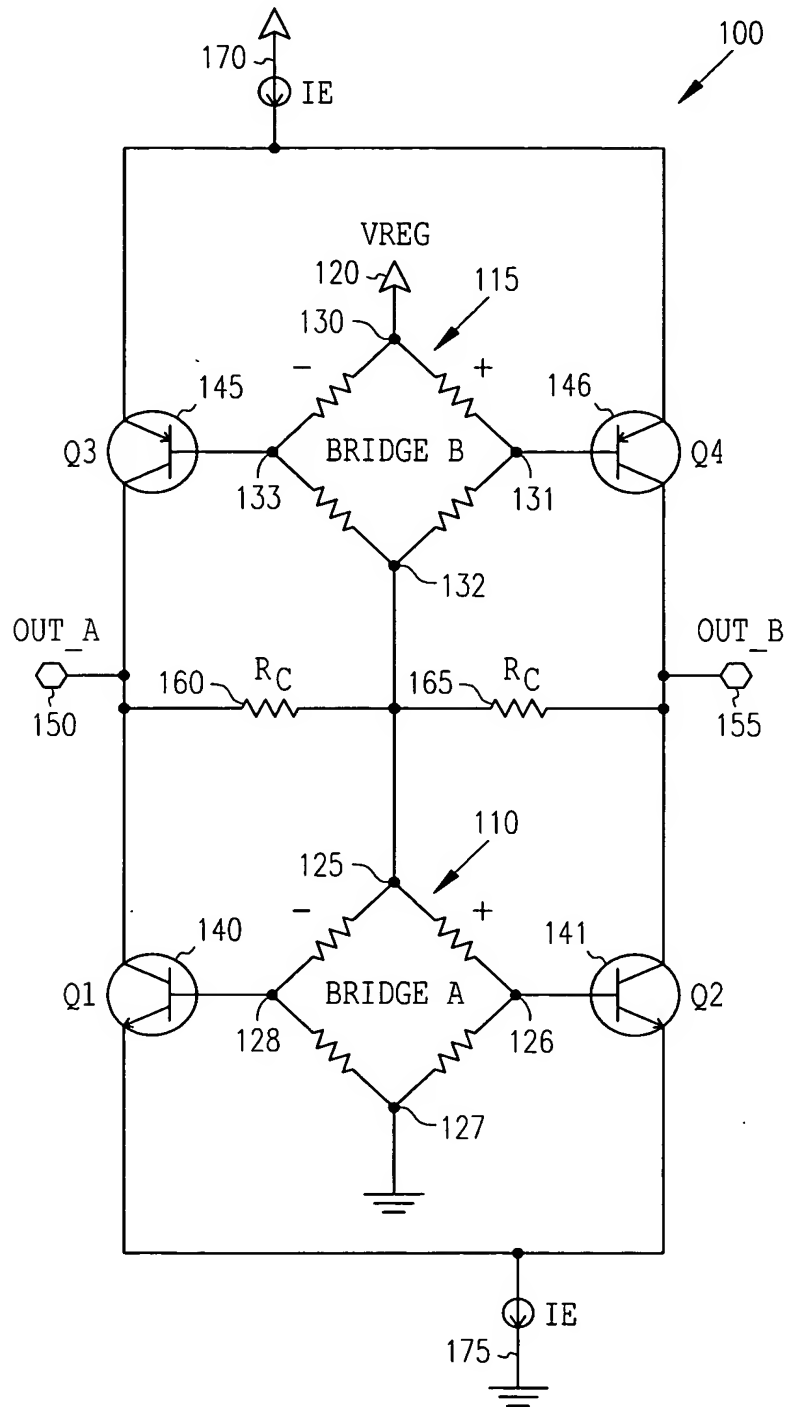 100
170 IE
VREG
120
115
130
- +
145 146
Q3 BRIDGE B Q4
133 131
132
OUT_A OUT_B
RC RC
160 165
150 155
110
125
- +
140 141
Q1 BRIDGE A Q2
128 126
127
IE
175